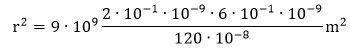 r² = 9 · 10⁹ (2 · 10⁻¹ · 10⁻⁹ · 6 · 10⁻¹ · 10⁻⁹)/(120 · 10⁻⁸) m²